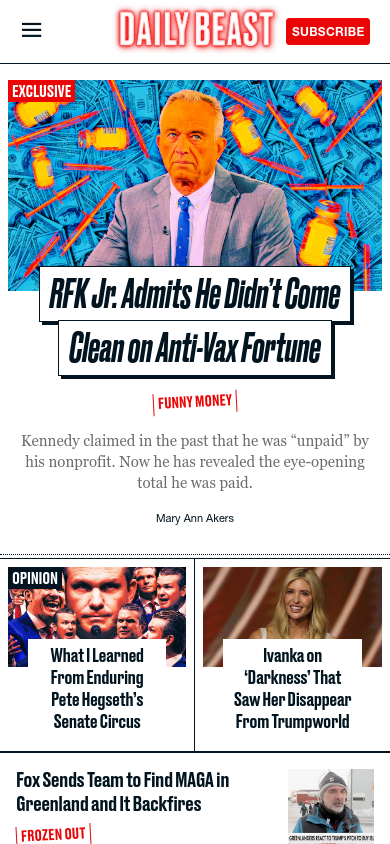 DAILY BEAST
SUBSCRIBE
EXCLUSIVE
RFK Jr. Admits He Didn't Come
Clean on Anti-Vax Fortune
FUNNY MONEY
Kennedy claimed in the past that he was “unpaid” by
his nonprofit. Now he has revealed the eye-opening
total he was paid.
Mary Ann Akers
OPINION
What I Learned
From Enduring
Pete Hegseth's
Senate Circus
Ivanka on
‘Darkness’ That
Saw Her Disappear
From Trumpworld
Fox Sends Team to Find MAGA in
Greenland and It Backfires
FROZEN OUT